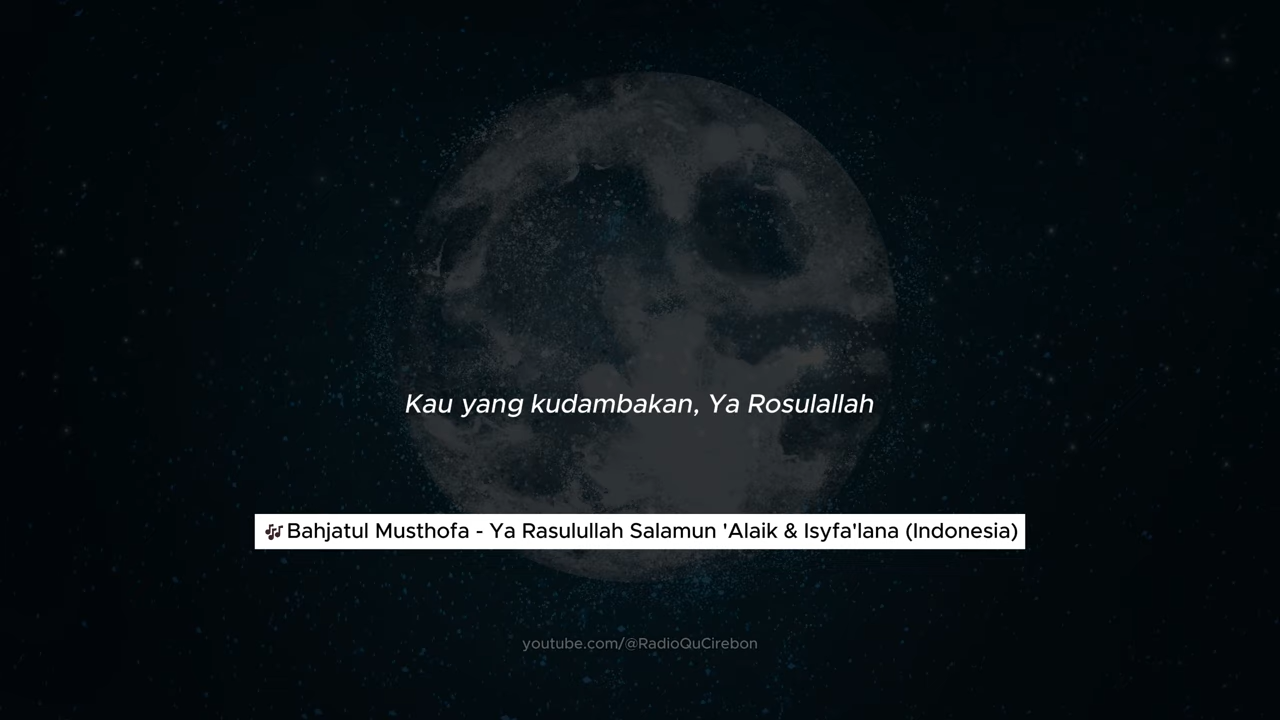 Kau yang kudambakan, Ya Rosulallah
🎶Bahjatul Musthofa - Ya Rasulullah Salamun 'Alaik & Isyfa'lana (Indonesia)
youtube.com/@RadioQuCirebon